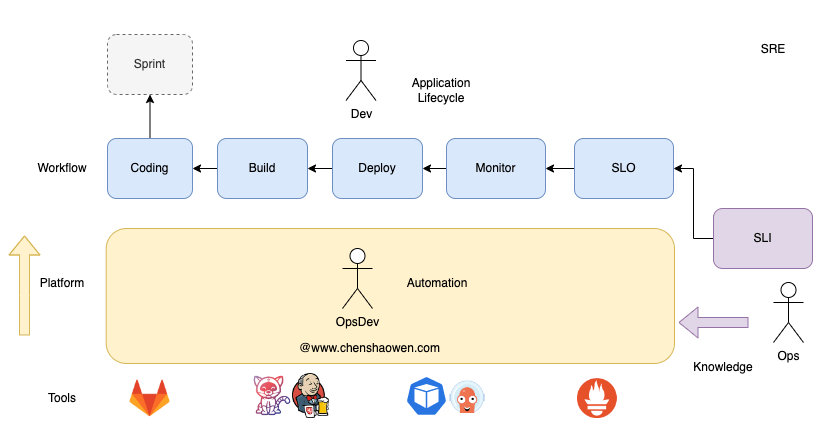 Sprint
SRE
Application
Lifecycle
Dev
Workflow
Coding
Build
Deploy
Monitor
SLO
SLI
Platform
Automation
OpsDev
@www.chenshaowen.com
Ops
Knowledge
Tools